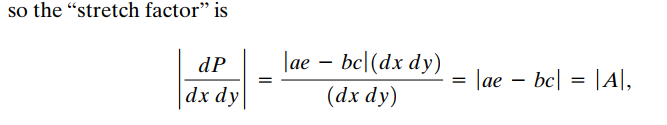 so the “stretch factor” is
|dP / dx dy| = |ae − bc|(dx dy) / (dx dy) = |ae − bc| = |A|,